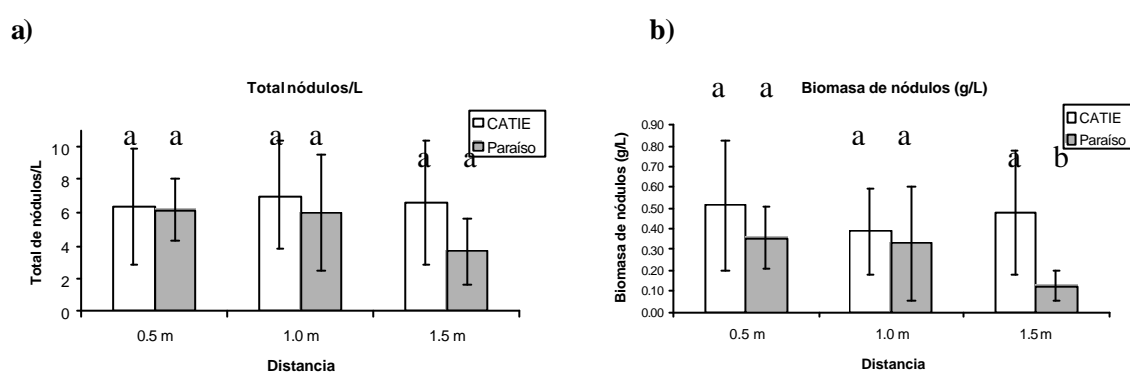 a)
Total nódulos/L
CATIE
Paraíso
a a a a a a
10
8
6
4
2
0
Total de nódulos/L
0.5 m 1.0 m 1.5 m
Distancia
b)
Biomasa de nódulos (g/L)
CATIE
Paraíso
a a a a a b
0.90
0.80
0.70
0.60
0.50
0.40
0.30
0.20
0.10
0.00
Biomasa de nódulos (g/L)
0.5 m 1.0 m 1.5 m
Distancia